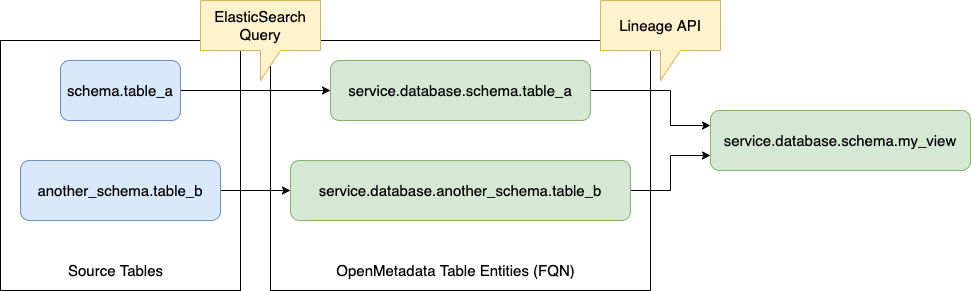 ElasticSearch
Query
Lineage API
schema.table_a
service.database.schema.table_a
service.database.schema.my_view
another_schema.table_b
service.database.another_schema.table_b
Source Tables
OpenMetadata Table Entities (FQN)